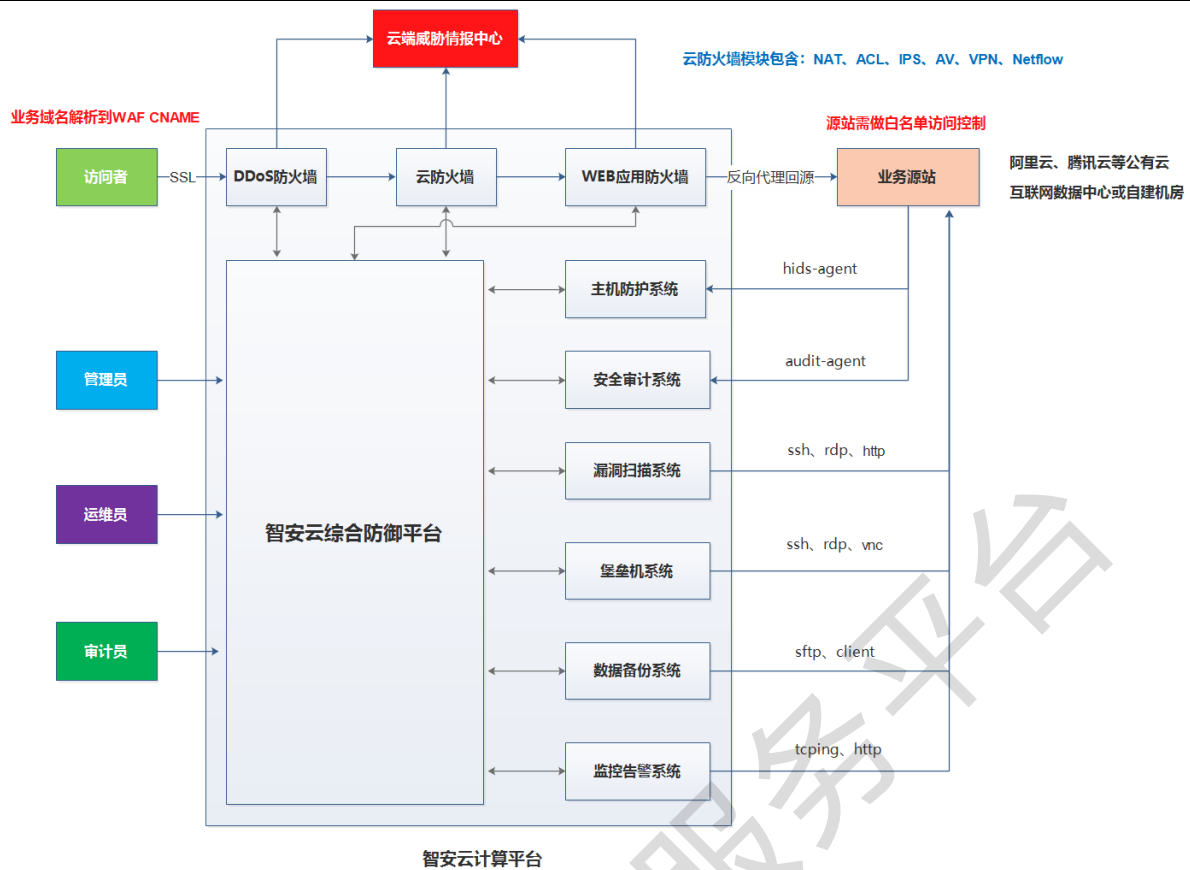 云端威胁情报中心
云防火墙模块包含：NAT、ACL、IPS、AV、VPN、Netflow
业务域名解析到WAF CNAME
源站需做白名单访问控制
访问者
SSL
DDoS防火墙
云防火墙
WEB应用防火墙
反向代理回源
业务源站
阿里云、腾讯云等公有云
互联网数据中心或自建机房
主机防护系统
hids-agent
管理员
安全审计系统
audit-agent
漏洞扫描系统
ssh、rdp、http
运维员
智安云综合防御平台
堡垒机系统
ssh、rdp、vnc
审计员
数据备份系统
sftp、client
监控告警系统
tcping、http
智安云计算平台
服务平台